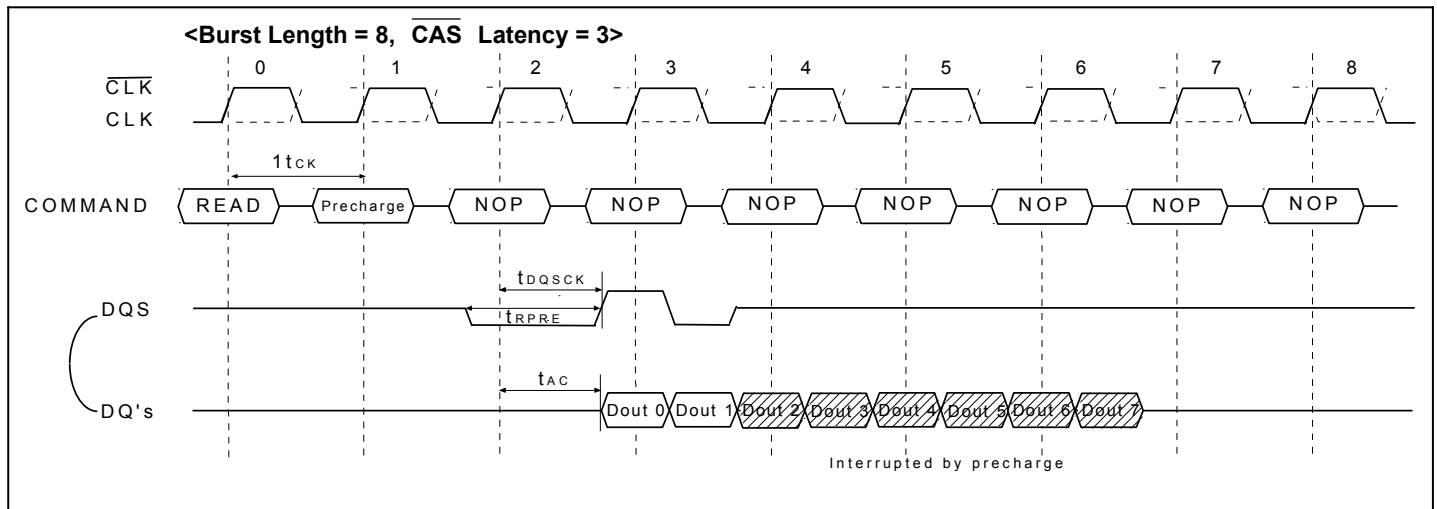 <Burst Length = 8, CAS Latency = 3>
0 1 2 3 4 5 6 7 8
CLK
CLK
1tCK
COMMAND READ Precharge NOP NOP NOP NOP NOP NOP NOP
tDQSCK
DQS
tRPRE
tAC
DQ's Dout 0 Dout 1 Dout 2 Dout 3 Dout 4 Dout 5 Dout 6 Dout 7
Interrupted by precharge